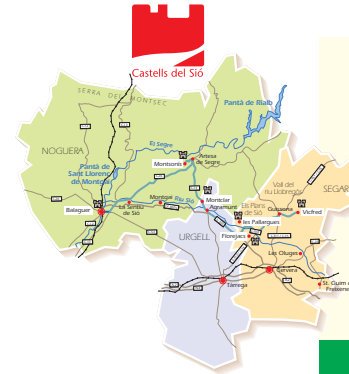 Castells del Sió
SERRA DEL MONTSEC
Pantà de Rialb
El Segre
NOGUERA
Artesa
de Segre
Montsonís
Pantà de
Sant Llorenç
de Montgai
Vall del
riu Llobregós
SEGAR
Montclar
Montgai
Riu Sió
Agramunt
Els Plans
de Sió
Guissona
Vicfred
La Sentiu
de Sió
Balaguer
les Pallargues
URGELL
Florejacs
Les Oluges
Cervera
Tàrrega
St. Guim de
Freixenet